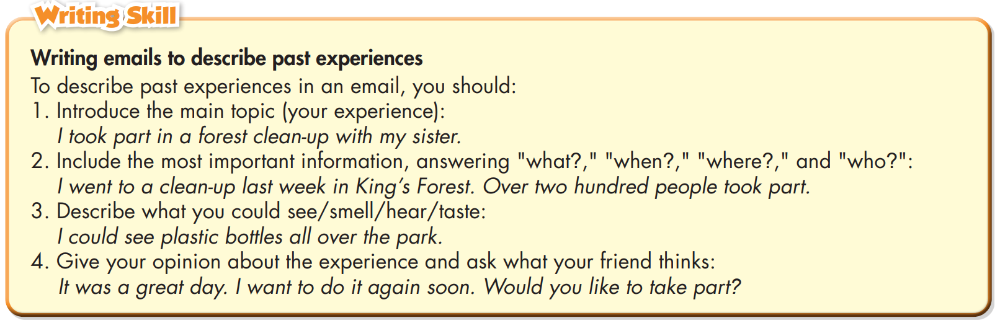 Writing Skill
Writing emails to describe past experiences
To describe past experiences in an email, you should:
1. Introduce the main topic (your experience):
I took part in a forest clean-up with my sister.
2. Include the most important information, answering "what?," "when?," "where?," and "who?":
I went to a clean-up last week in King's Forest. Over two hundred people took part.
3. Describe what you could see/smell/hear/taste:
I could see plastic bottles all over the park.
4. Give your opinion about the experience and ask what your friend thinks:
It was a great day. I want to do it again soon. Would you like to take part?